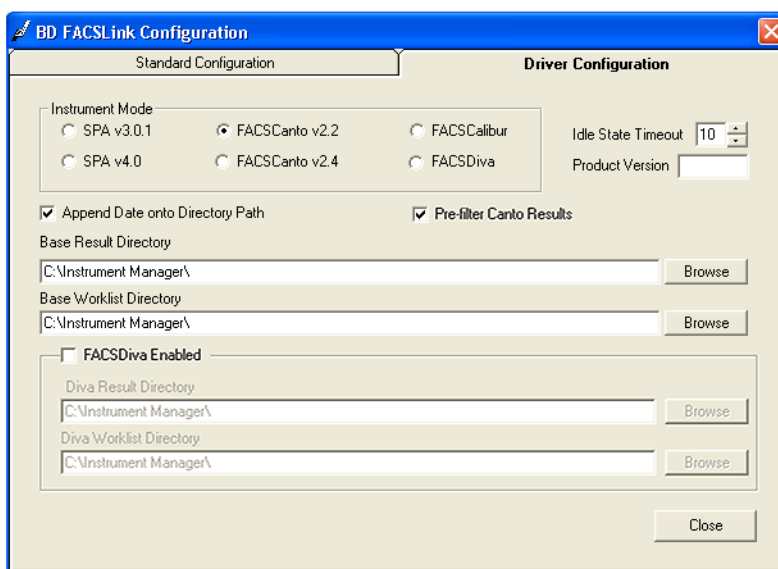 BD FACSLink Configuration
Standard Configuration
Driver Configuration
Instrument Mode
SPA v3.0.1
FACSCanto v2.2
FACSCalibur
Idle State Timeout 10
SPA v4.0
FACSCanto v2.4
FACSDiva
Product Version
Append Date onto Directory Path
Pre-filter Canto Results
Base Result Directory
C:\Instrument Manager\ Browse
Base Worklist Directory
C:\Instrument Manager\ Browse
FACSDiva Enabled
Diva Result Directory
C:\Instrument Manager\ Browse
Diva Worklist Directory
C:\Instrument Manager\ Browse
Close